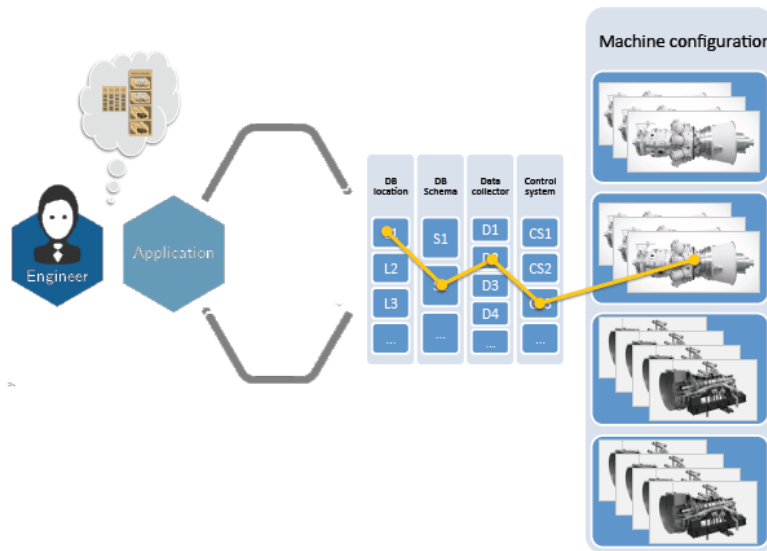 Machine configuration
DB location
DB Schema
Data collector
Control system
Engineer
Application
L2
L3
...
S1
...
D1
D3
D4
...
CS1
CS2
...